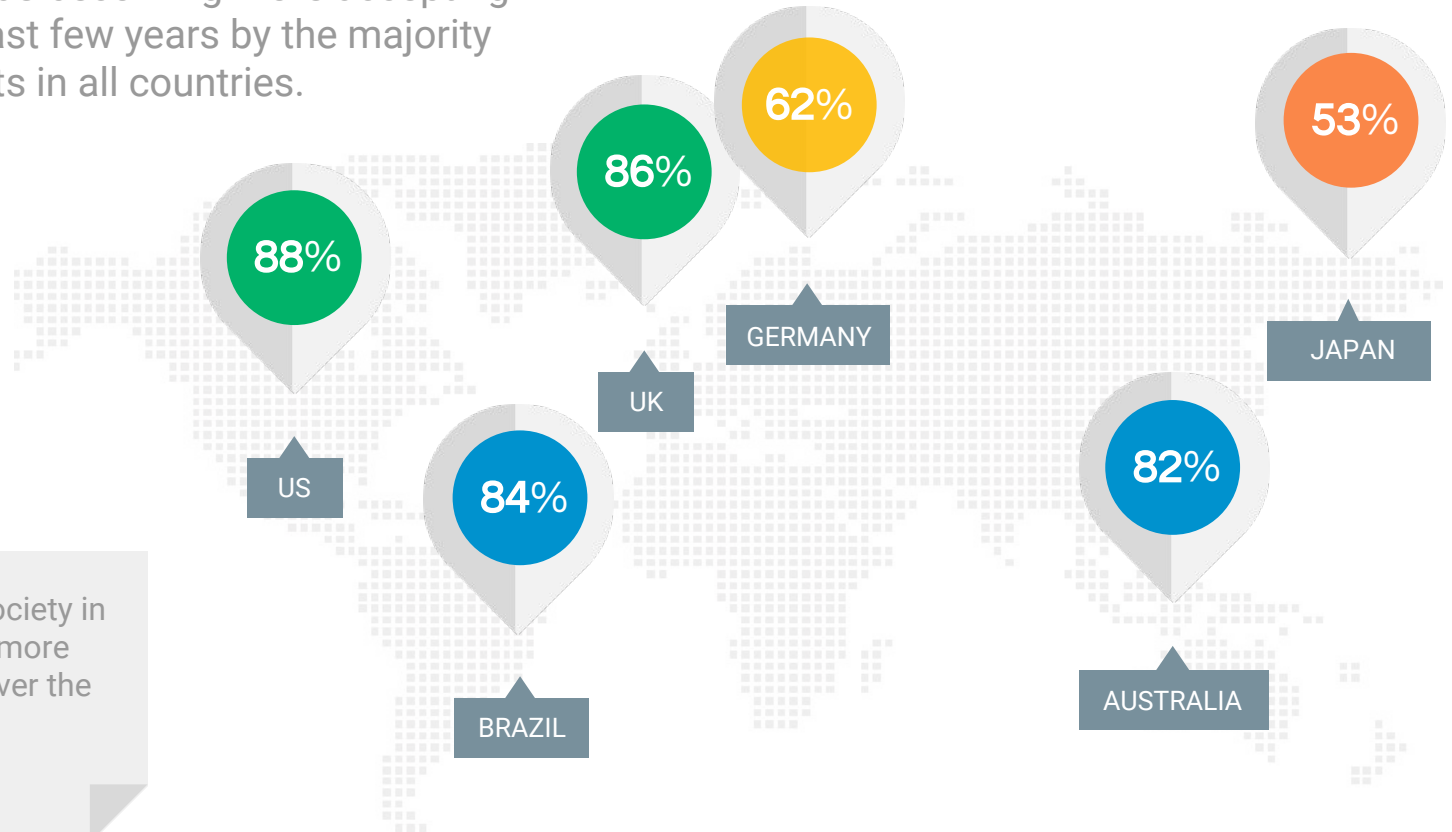 ast few years by the majority
ts in all countries.
62%
53%
86%
88%
GERMANY
JAPAN
UK
82%
84%
US
ociety in
more
ver the
AUSTRALIA
BRAZIL